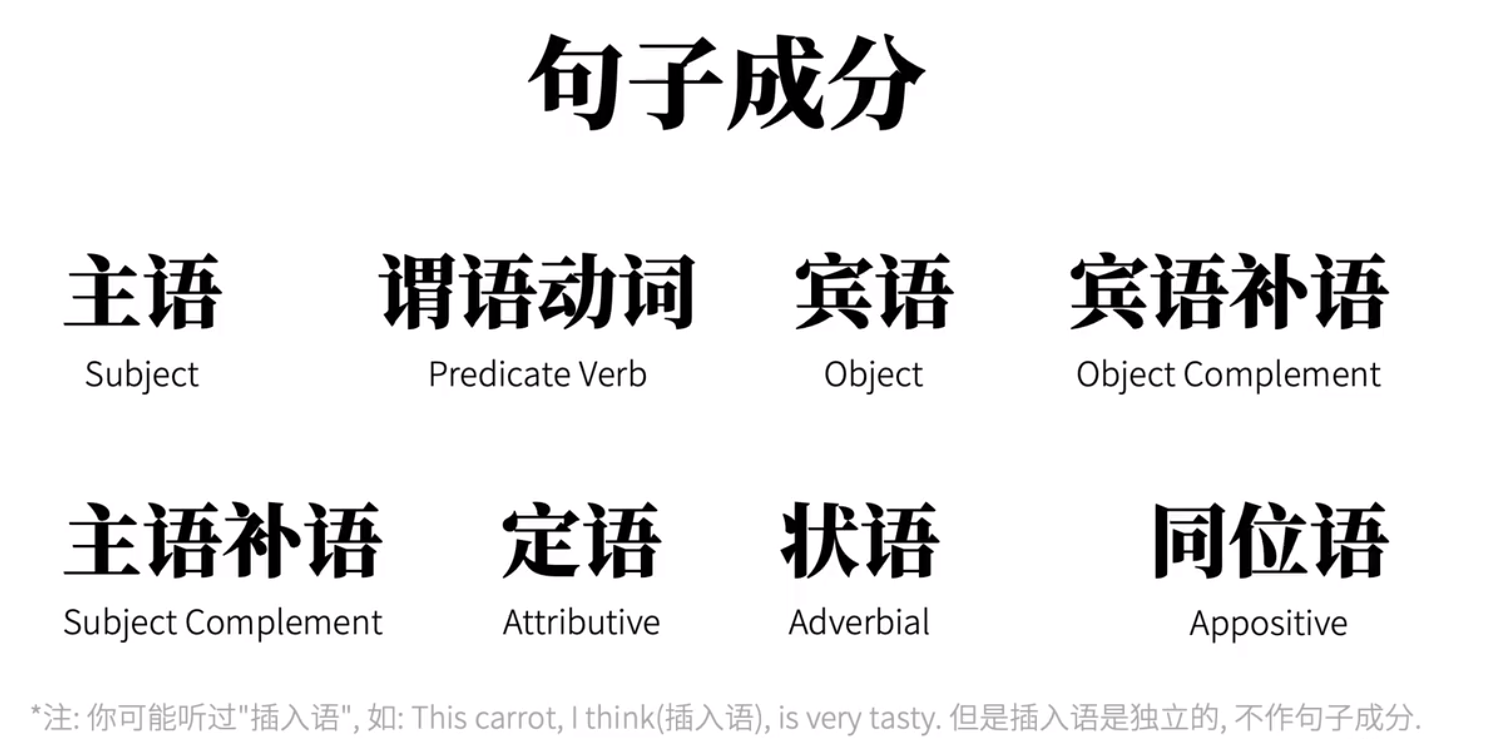 句子成分
主语 谓语动词 宾语 宾语补语
Subject Predicate Verb Object Object Complement
主语补语 定语 状语 同位语
Subject Complement Attributive Adverbial Appositive
*注: 你可能听过"插入语", 如: This carrot, I think(插入语), is very tasty. 但是插入语是独立的, 不作句子成分.